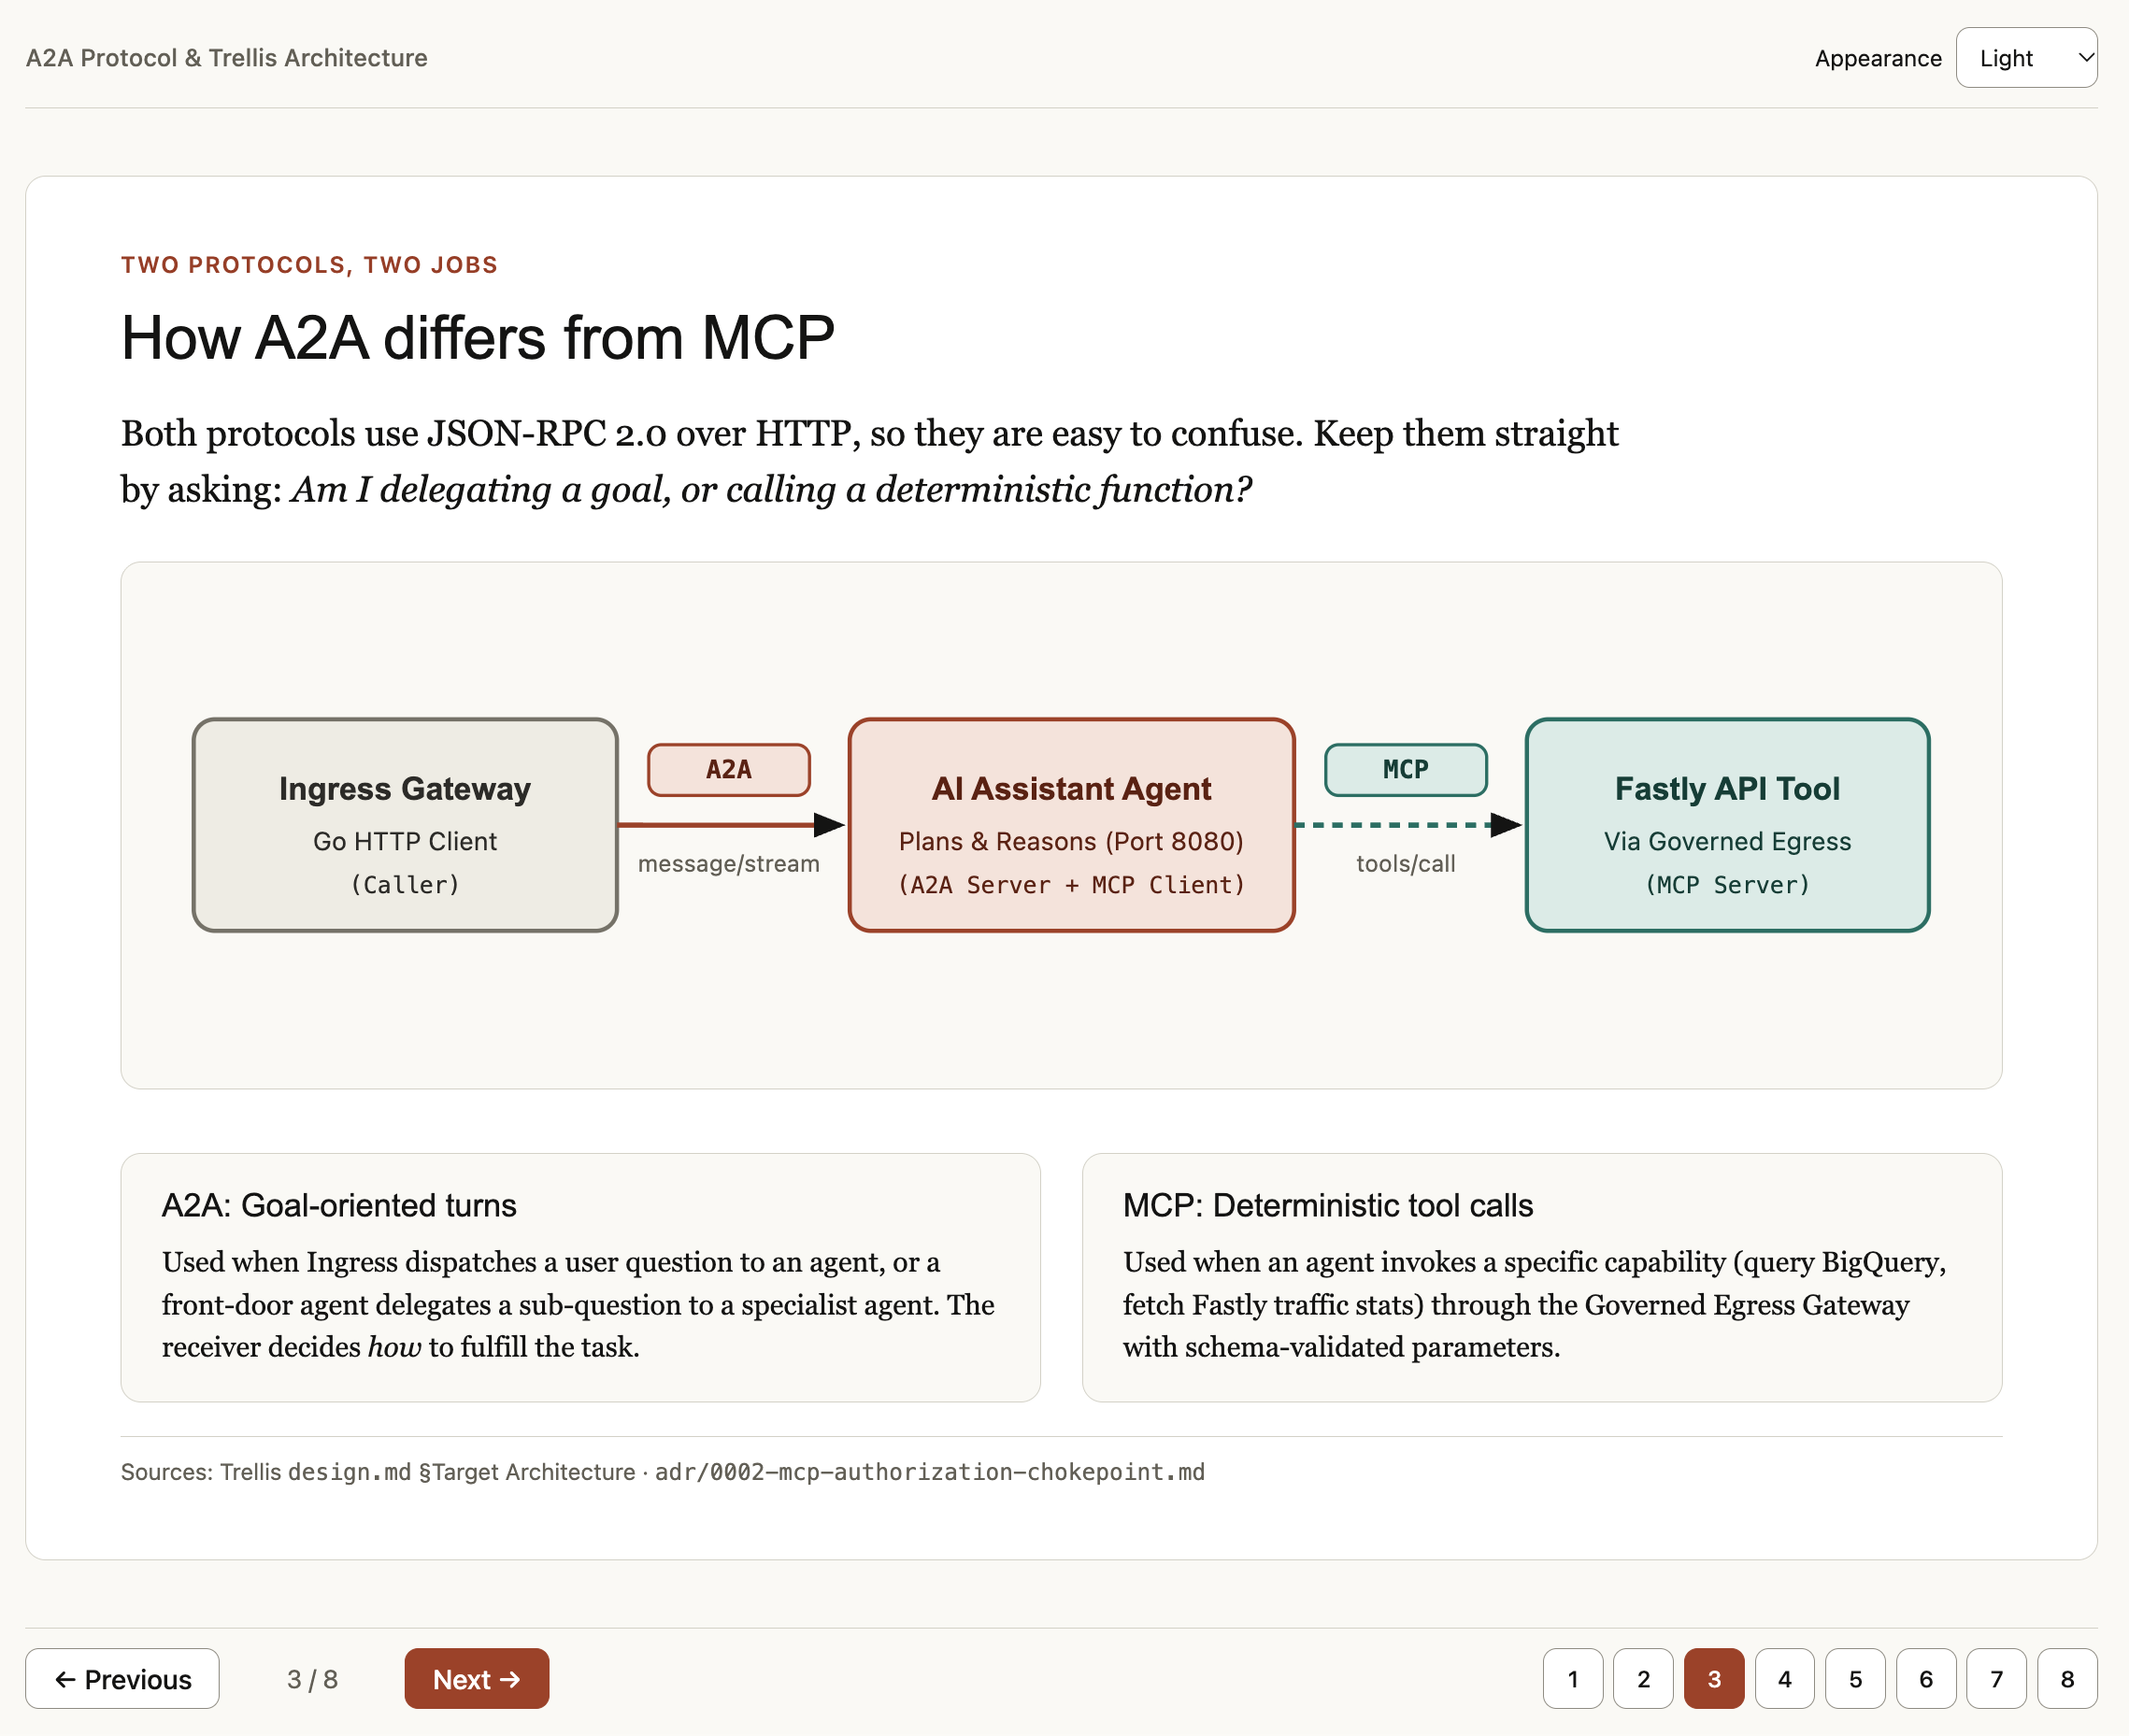 A2A Protocol & Trellis Architecture
Appearance
Light
TWO PROTOCOLS, TWO JOBS
How A2A differs from MCP
Both protocols use JSON-RPC 2.0 over HTTP, so they are easy to confuse. Keep them straight
by asking: Am I delegating a goal, or calling a deterministic function?
Ingress Gateway
Go HTTP Client
(Caller)
A2A
message/stream
AI Assistant Agent
Plans & Reasons (Port 8080)
(A2A Server + MCP Client)
MCP
tools/call
Fastly API Tool
Via Governed Egress
(MCP Server)
A2A: Goal-oriented turns
Used when Ingress dispatches a user question to an agent, or a
front-door agent delegates a sub-question to a specialist agent. The
receiver decides how to fulfill the task.
MCP: Deterministic tool calls
Used when an agent invokes a specific capability (query BigQuery,
fetch Fastly traffic stats) through the Governed Egress Gateway
with schema-validated parameters.
Sources: Trellis design.md §Target Architecture · adr/0002-mcp-authorization-chokepoint.md
← Previous
3 / 8
Next →
1 2 3 4 5 6 7 8